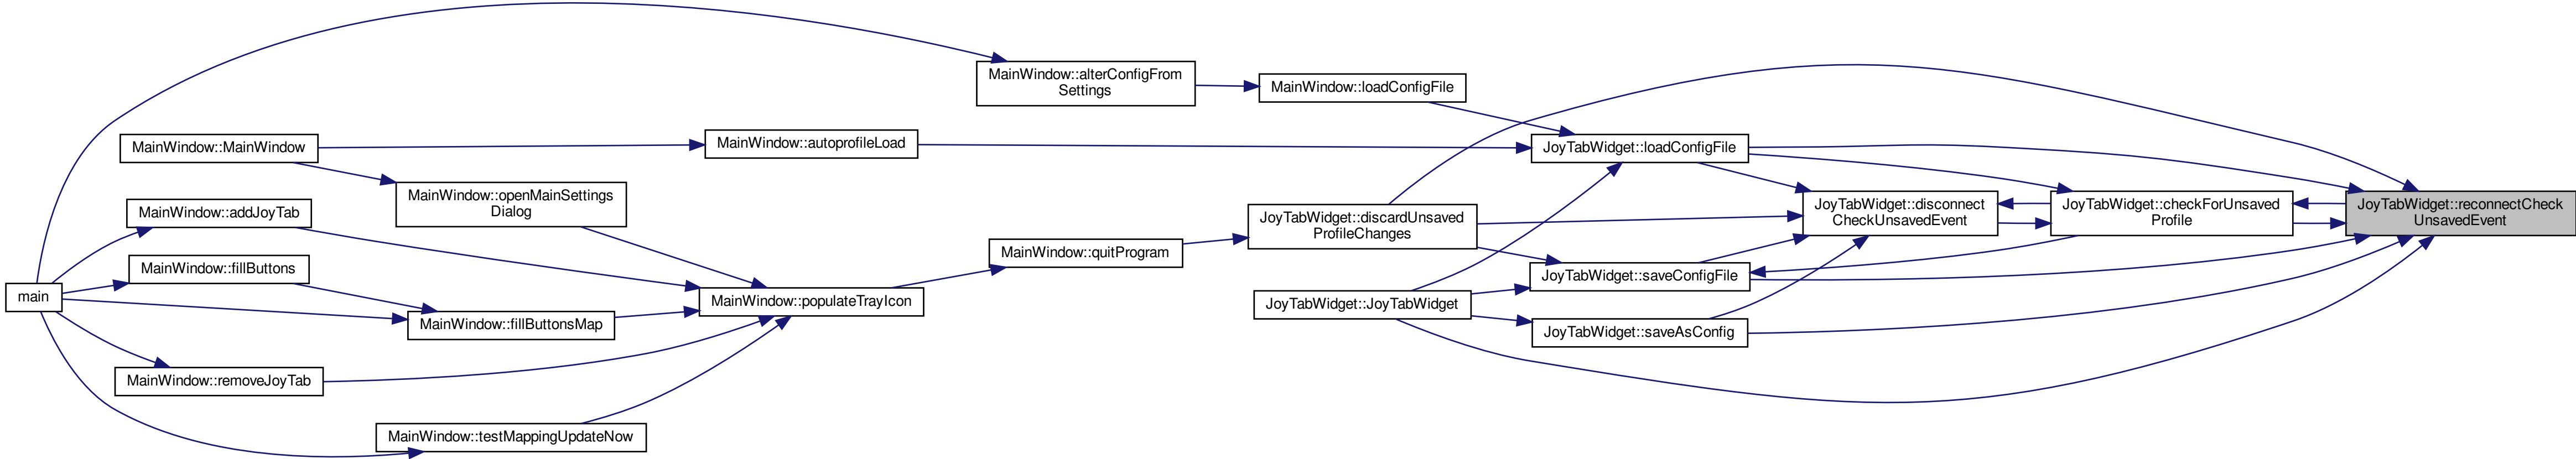 MainWindow::alterConfigFrom
Settings
MainWindow::loadConfigFile
MainWindow::MainWindow
MainWindow::autoprofileLoad
JoyTabWidget::loadConfigFile
MainWindow::openMainSettings
Dialog
MainWindow::addJoyTab
JoyTabWidget::discardUnsaved
ProfileChanges
JoyTabWidget::disconnect
CheckUnsavedEvent
JoyTabWidget::checkForUnsaved
Profile
JoyTabWidget::reconnectCheck
UnsavedEvent
MainWindow::quitProgram
MainWindow::fillButtons
JoyTabWidget::saveConfigFile
main
MainWindow::populateTrayIcon
JoyTabWidget::JoyTabWidget
MainWindow::fillButtonsMap
JoyTabWidget::saveAsConfig
MainWindow::removeJoyTab
MainWindow::testMappingUpdateNow